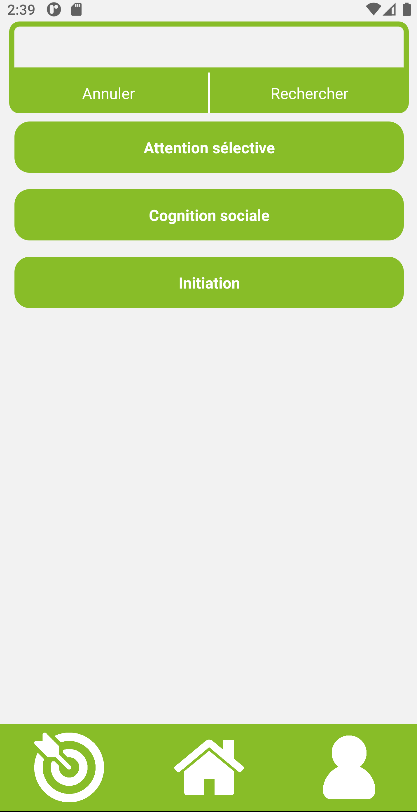 2:39
Annuler
Rechercher
Attention sélective
Cognition sociale
Initiation